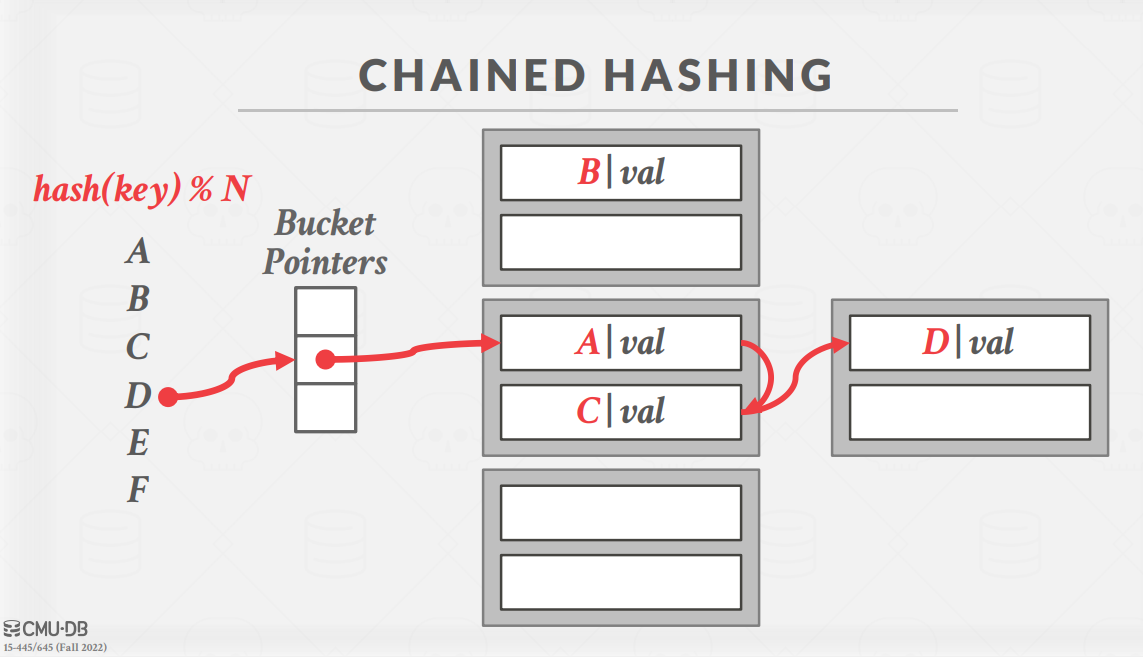 CHAINED HASHING
hash(key) % N
A
B
C
D
E
F
Bucket
Pointers
B|val
A|val
C|val
D|val
CMU·DB
15-445/645 (Fall 2022)